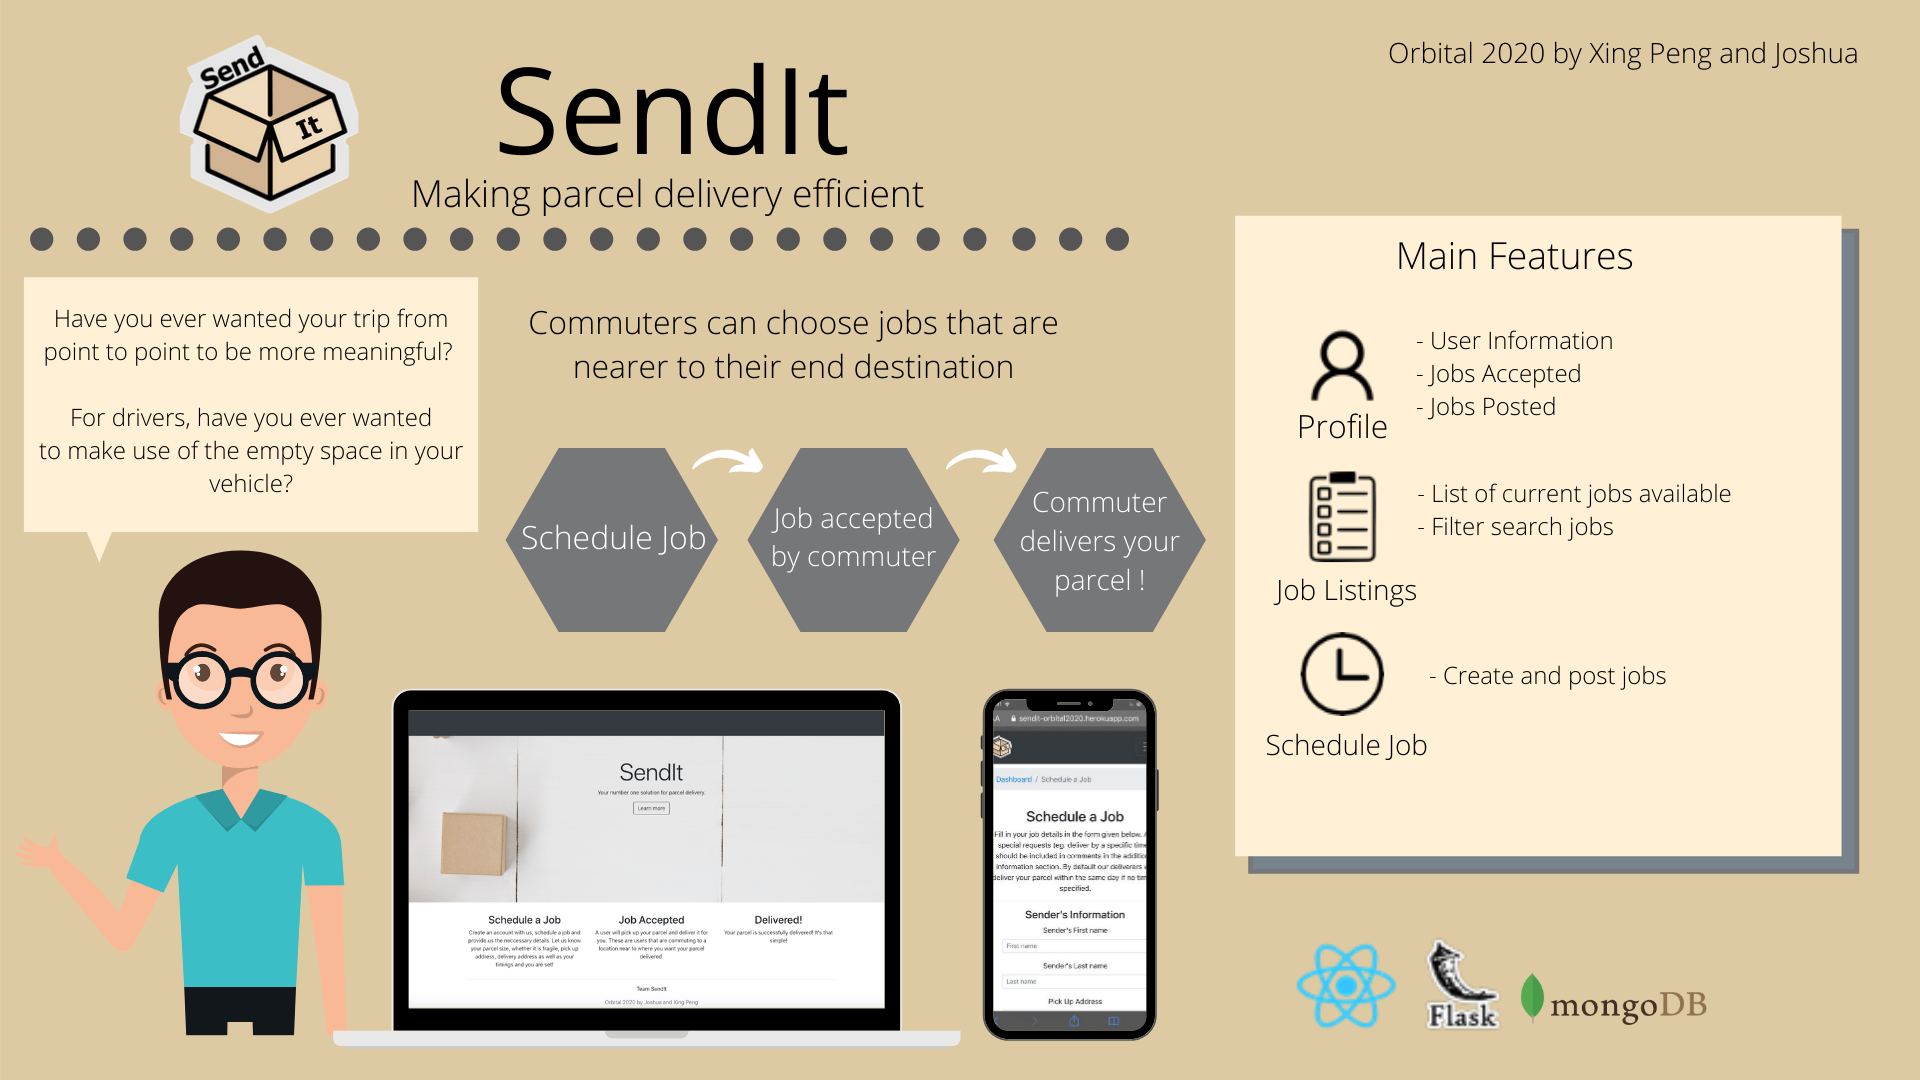 Send
It
SendIt
Making parcel delivery efficient
Orbital 2020 by Xing Peng and Joshua
Have you ever wanted your trip from
point to point to be more meaningful?
For drivers, have you ever wanted
to make use of the empty space in your
vehicle?
Commuters can choose jobs that are
nearer to their end destination
Schedule Job
Job accepted
by commuter
Commuter
delivers your
parcel !
Main Features
Profile
- User Information
- Jobs Accepted
- Jobs Posted
Job Listings
- List of current jobs available
- Filter search jobs
Schedule Job
- Create and post jobs
SendIt
Your number one solution for parcel delivery.
Learn more
Schedule a Job
Create an account with us, schedule a job and
provide us the neccessary details. Let us know
your parcel size, whether it is fragile, pick up
address, delivery address as well as your
timings and you are set!
Job Accepted
A user will pick up your parcel and deliver it for
you. These are users that are commuting to a
location near to where you want your parcel
delivered.
Delivered!
Your parcel is successfully delivered! It's that
simple!
Team SendIt
Orbital 2020 by Joshua and Xing Peng
sendit-orbital2020.herokuapp.com
Dashboard / Schedule a Job
Schedule a Job
Fill in your job details in the form given below.
special requests (eg. deliver by a specific time
should be included in comments in the additio
information section. By default our deliverers
deliver your parcel within the same day if no tim
specified.
Sender's Information
Sender's First name
First name
Sender's Last name
Last name
Pick Up Address
Flask
mongoDB